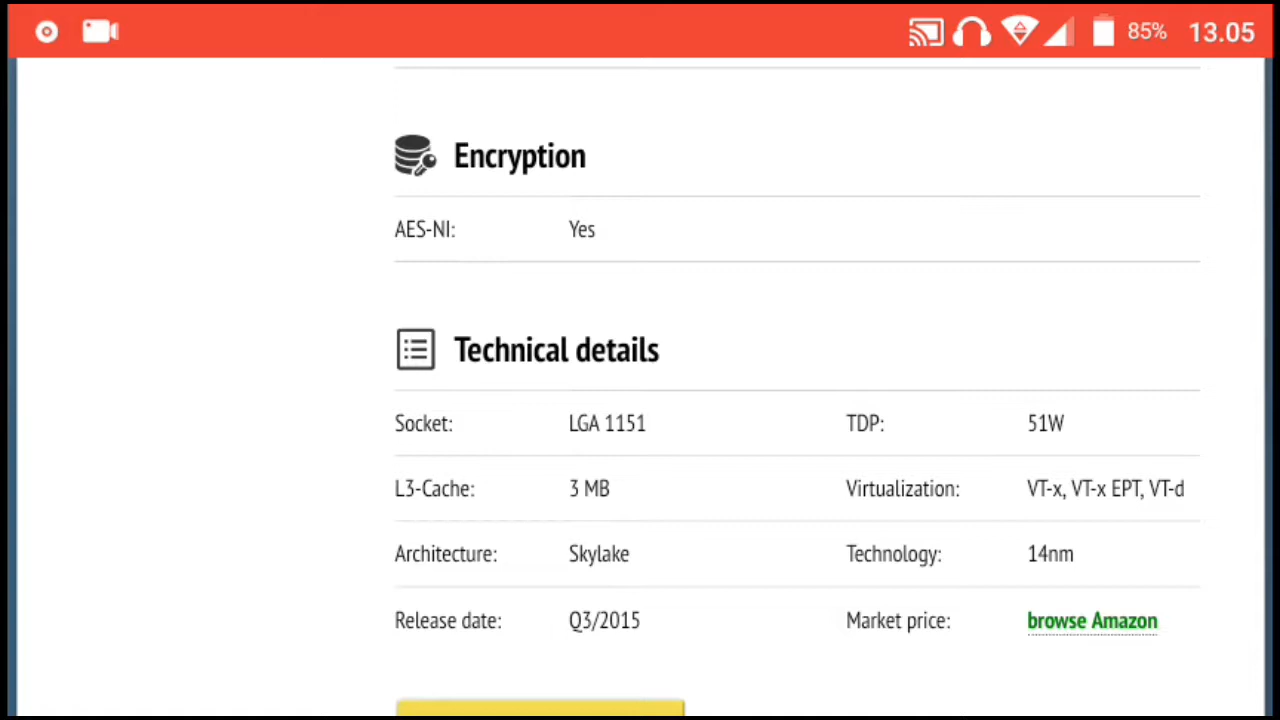 85% 13.05
Encryption
AES-NI: Yes
Technical details
Socket: LGA 1151 TDP: 51W
L3-Cache: 3 MB Virtualization: VT-x, VT-x EPT, VT-d
Architecture: Skylake Technology: 14nm
Release date: Q3/2015 Market price: browse Amazon